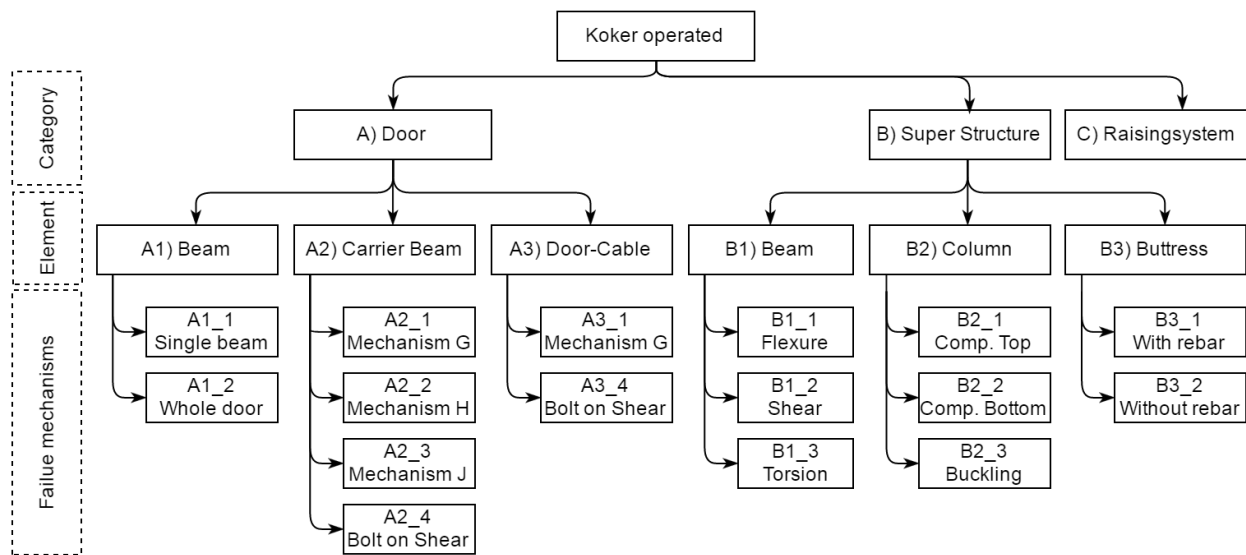 Koker operated
Category
A) Door
B) Super Structure
C) Raisingsystem
Element
A1) Beam
A2) Carrier Beam
A3) Door-Cable
B1) Beam
B2) Column
B3) Buttress
Failue mechanisms
A1_1
Single beam
A1_2
Whole door
A2_1
Mechanism G
A2_2
Mechanism H
A2_3
Mechanism J
A2_4
Bolt on Shear
A3_1
Mechanism G
A3_4
Bolt on Shear
B1_1
Flexure
B1_2
Shear
B1_3
Torsion
B2_1
Comp. Top
B2_2
Comp. Bottom
B2_3
Buckling
B3_1
With rebar
B3_2
Without rebar